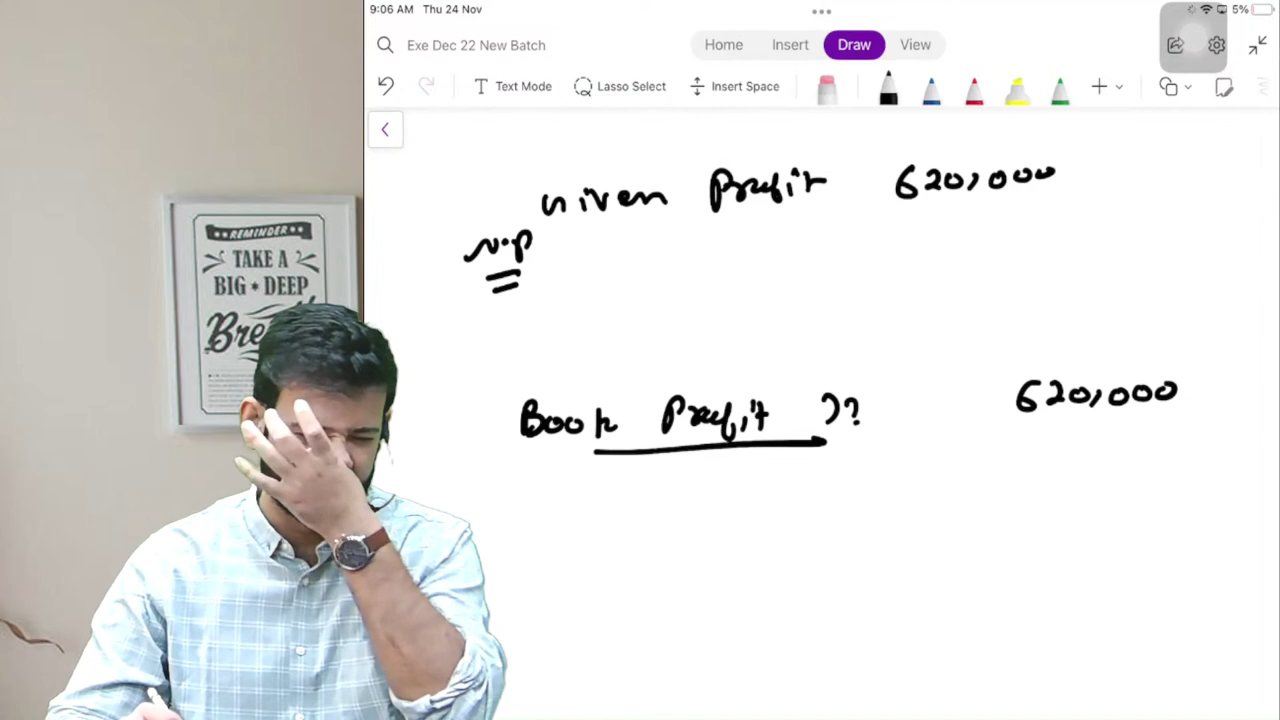 9:06 AM Thu 24 Nov
5%
Exe Dec 22 New Batch
Home Insert Draw View
Text Mode Lasso Select Insert Space
Given Profit 620,000
N.P
Book Profit ?? 620,000
REMINDER
TAKE A
BIG DEEP
Bre